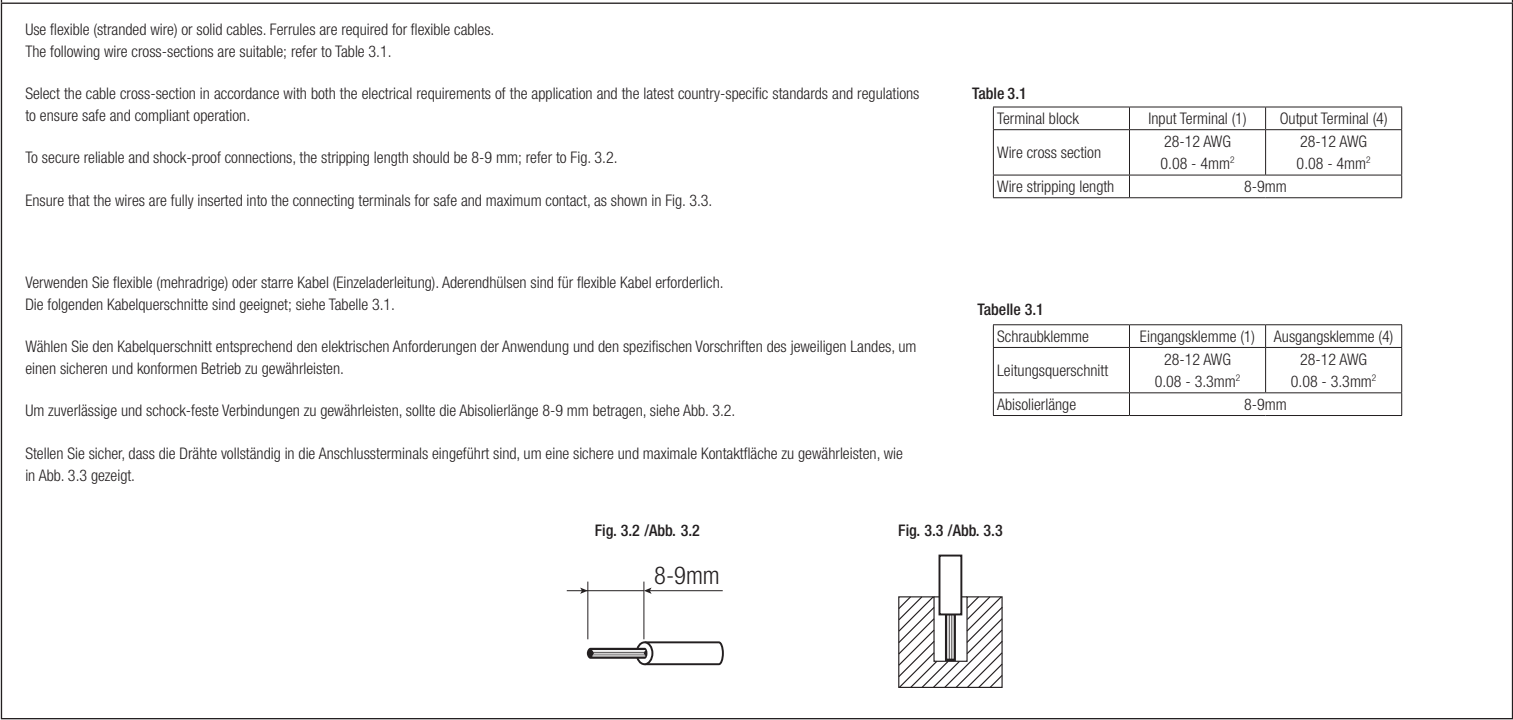 Use flexible (stranded wire) or solid cables. Ferrules are required for flexible cables.
The following wire cross-sections are suitable; refer to Table 3.1.
Select the cable cross-section in accordance with both the electrical requirements of the application and the latest country-specific standards and regulations
to ensure safe and compliant operation.
To secure reliable and shock-proof connections, the stripping length should be 8-9 mm; refer to Fig. 3.2.
Ensure that the wires are fully inserted into the connecting terminals for safe and maximum contact, as shown in Fig. 3.3.
Table 3.1
Terminal block Input Terminal (1) Output Terminal (4)
Wire cross section 28-12 AWG 28-12 AWG
0.08 - 4mm² 0.08 - 4mm²
Wire stripping length 8-9mm
Verwenden Sie flexible (mehradrige) oder starre Kabel (Einzeladerleitung). Aderendhülsen sind für flexible Kabel erforderlich.
Die folgenden Kabelquerschnitte sind geeignet; siehe Tabelle 3.1.
Wählen Sie den Kabelquerschnitt entsprechend den elektrischen Anforderungen der Anwendung und den spezifischen Vorschriften des jeweiligen Landes, um
einen sicheren und konformen Betrieb zu gewährleisten.
Um zuverlässige und schock-feste Verbindungen zu gewährleisten, sollte die Abisolierlänge 8-9 mm betragen, siehe Abb. 3.2.
Stellen Sie sicher, dass die Drähte vollständig in die Anschlussterminals eingeführt sind, um eine sichere und maximale Kontaktfläche zu gewährleisten, wie
in Abb. 3.3 gezeigt.
Tabelle 3.1
Schraubklemme Eingangsklemme (1) Ausgangsklemme (4)
Leitungsquerschnitt 28-12 AWG 28-12 AWG
0.08 - 3.3mm² 0.08 - 3.3mm²
Abisolierlänge 8-9mm
Fig. 3.2 /Abb. 3.2
8-9mm
Fig. 3.3 /Abb. 3.3